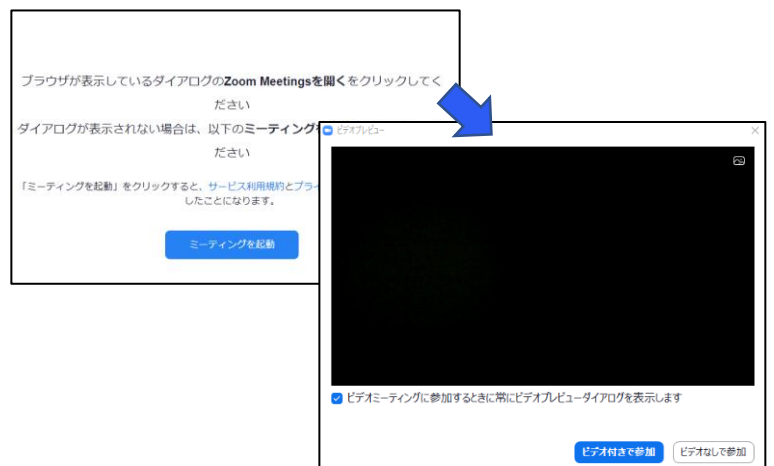 ブラウザが表示しているダイアログのZoom Meetingsを開くをクリックしてく
ださい
ダイアログが表示されない場合は、以下のミーティングを
ださい
「ミーティングを起動」をクリックすると、サービス利用規約とプライ
したことになります。
ミーティングを起動
ビデオプレビュー
ビデオミーティングに参加するときに常にビデオプレビューダイアログを表示します
ビデオ付きで参加
ビデオなしで参加